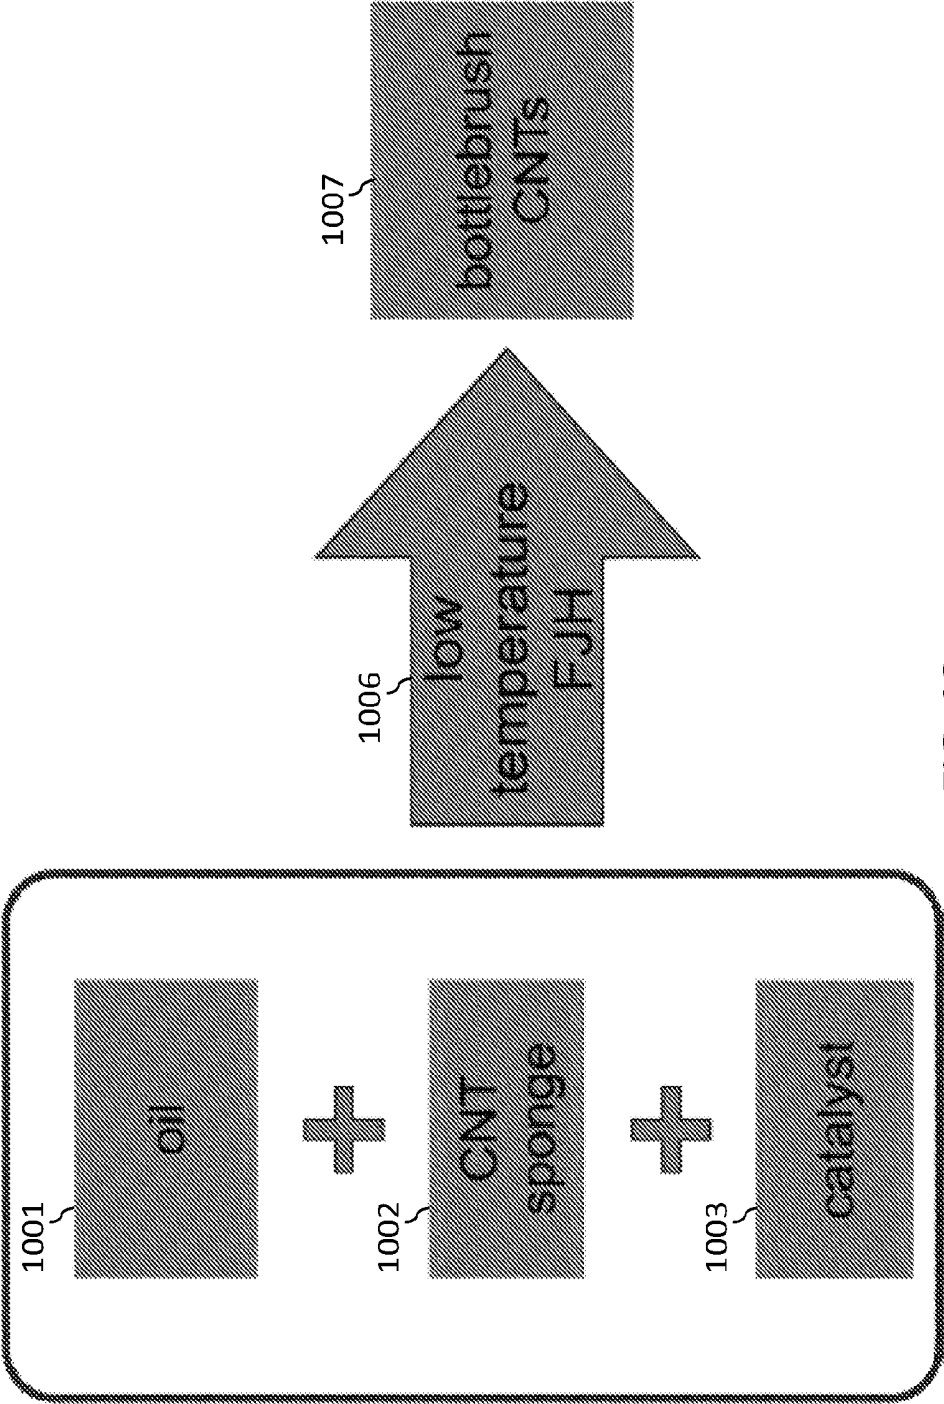 1001
oil
1002
CNT
sponge
1003
catalyst
1006
low
temperature
FJH
1007
bottlebrush
CNTs